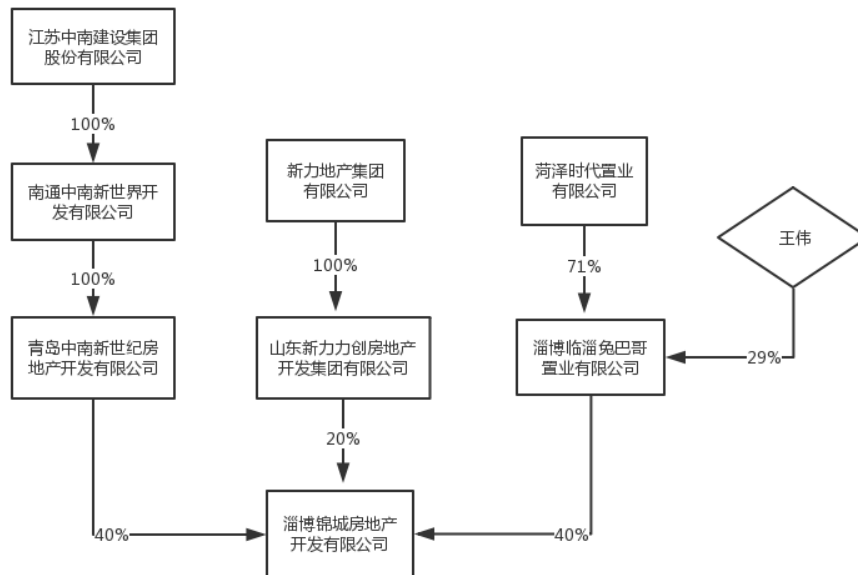 江苏中南建设集团
股份有限公司
100%
南通中南新世界开
发有限公司
新力地产集团
有限公司
菏泽时代置业
有限公司
王伟
100%
100%
71%
青岛中南新世纪房
地产开发有限公司
山东新力力创房地产
开发集团有限公司
淄博临淄兔巴哥
置业有限公司
29%
20%
40%
淄博锦城房地产
开发有限公司
40%